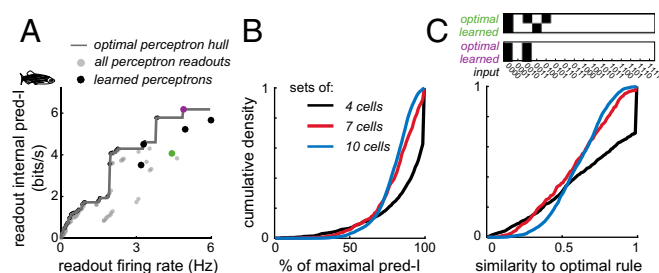 A
optimal perceptron hull
all perceptron readouts
learned perceptrons
readout internal pred-I
(bits/s)
8
6
4
2
0
0
2
4
6
readout firing rate (Hz)
B
sets of:
4 cells
7 cells
10 cells
cumulative density
1
0
0
50
100
% of maximal pred-I
C
optimal
learned
optimal
learned
input
0000
1111
1
0
0
0.5
1
similarity to optimal rule